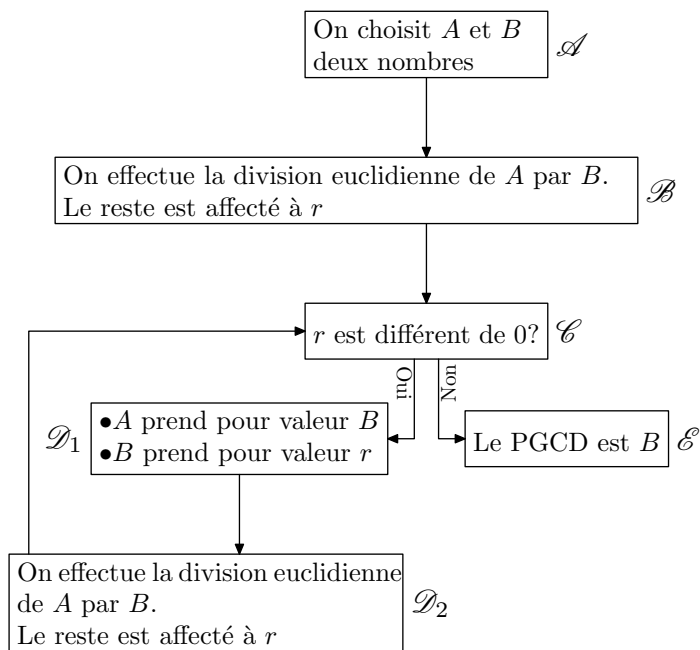 On choisit A et B
deux nombres
𝒜
On effectue la division euclidienne de A par B.
Le reste est affecté à r
ℬ
r est différent de 0?
𝒞
Oui
Non
●A prend pour valeur B
●B prend pour valeur r
𝒟1
Le PGCD est B
ℰ
On effectue la division euclidienne
de A par B.
Le reste est affecté à r
𝒟2